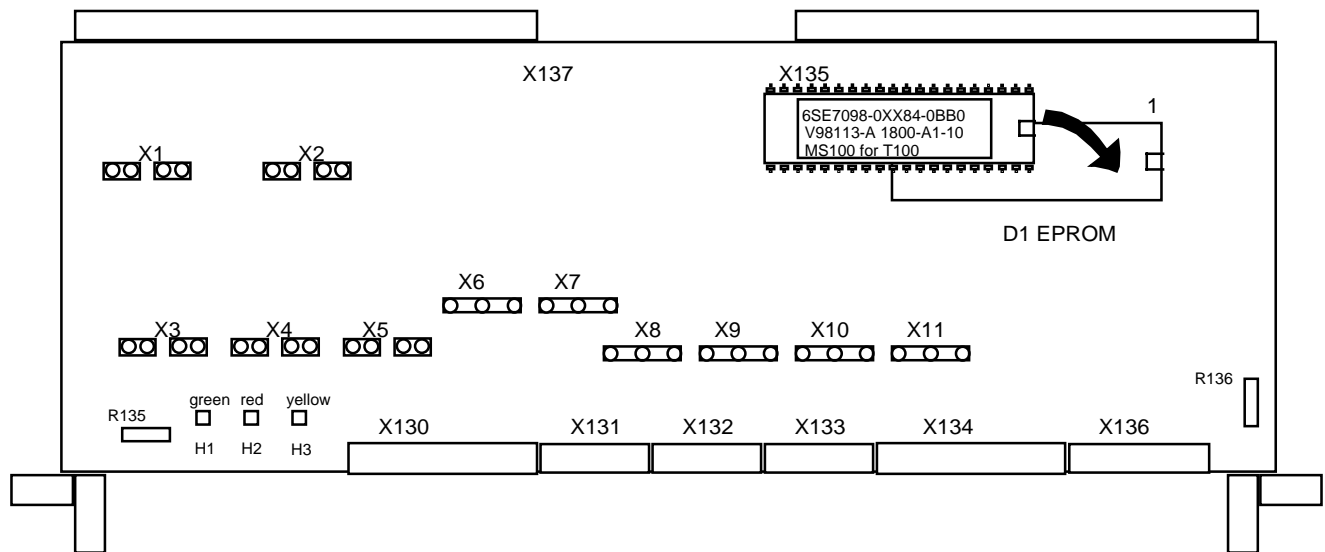 X137
X135
1
6SE7098-0XX84-0BB0
V98113-A 1800-A1-10
MS100 for T100
X1
X2
D1 EPROM
X6
X7
X3
X4
X5
X8
X9
X10
X11
R136
green red yellow
R135
H1 H2 H3
X130
X131
X132
X133
X134
X136